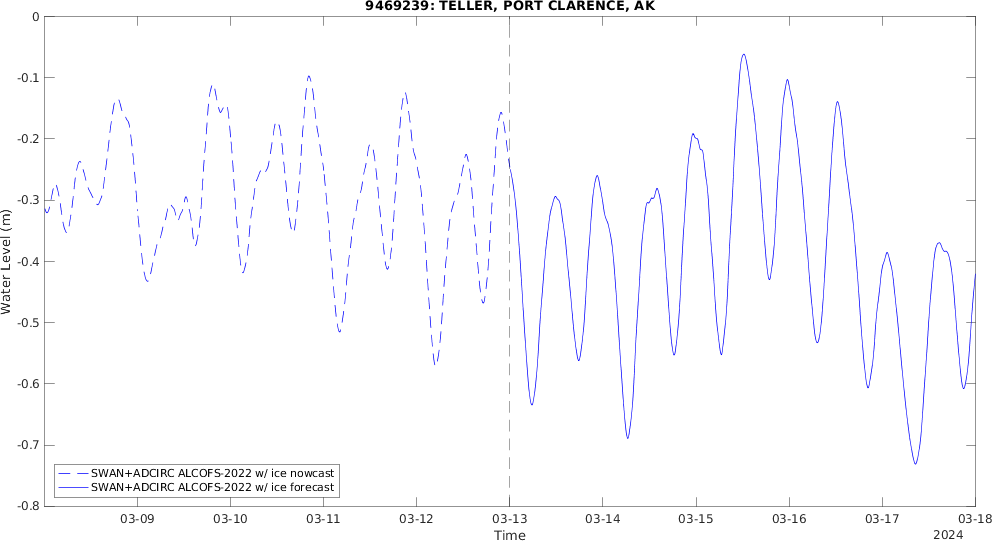 9469239: TELLER, PORT CLARENCE, AK
0
-0.1
-0.2
-0.3
-0.4
-0.5
-0.6
-0.7
-0.8
Water Level (m)
SWAN+ADCIRC ALCOFS-2022 w/ ice nowcast
SWAN+ADCIRC ALCOFS-2022 w/ ice forecast
03-09 03-10 03-11 03-12 03-13 03-14 03-15 03-16 03-17 03-18
Time
2024